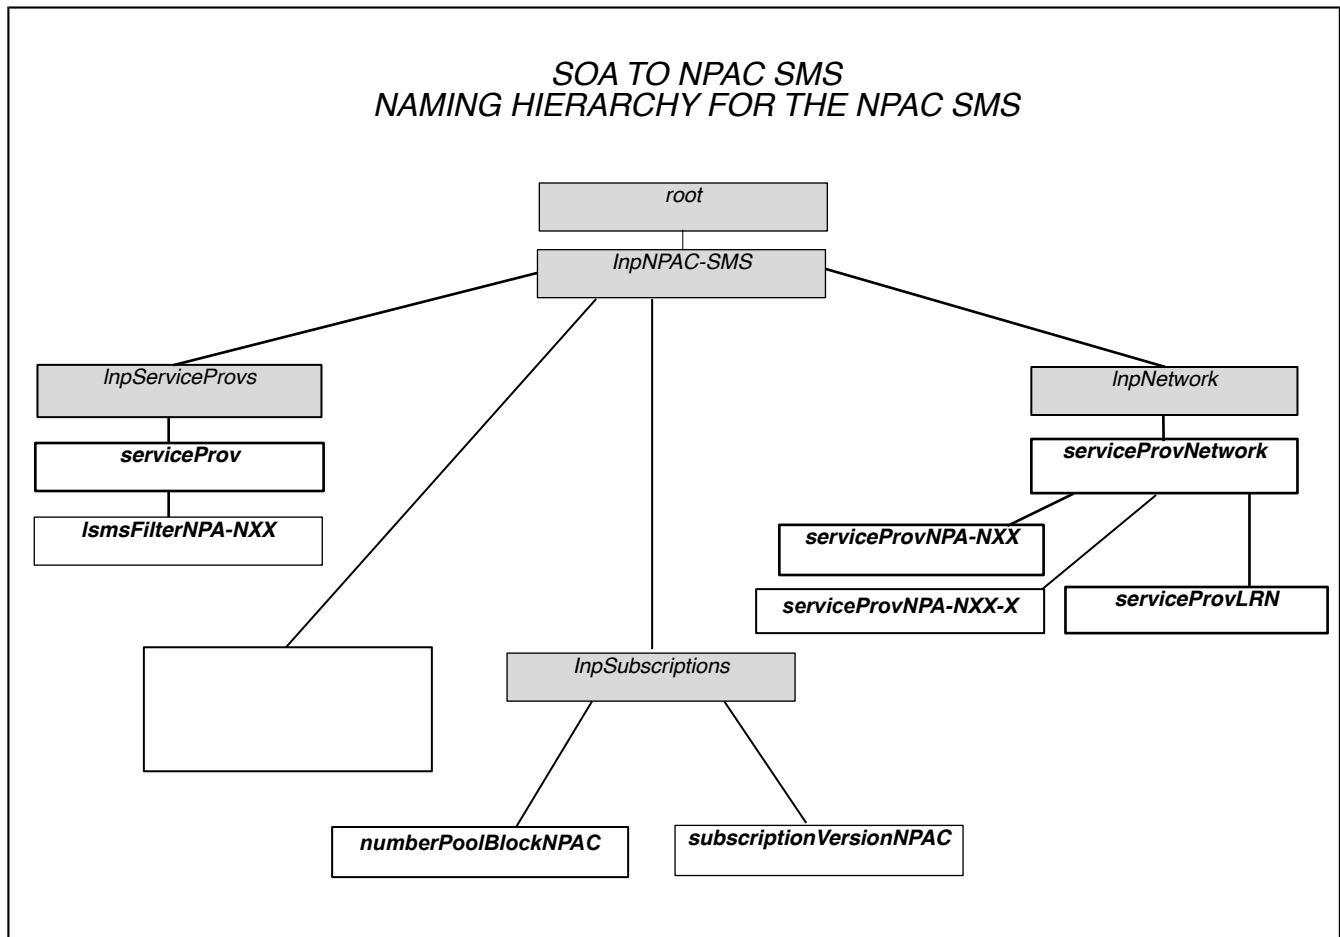 SOA TO NPAC SMS
NAMING HIERARCHY FOR THE NPAC SMS
root
lnpNPAC-SMS
lnpServiceProvs
lnpNetwork
serviceProv
serviceProvNetwork
lsmsFilterNPA-NXX
serviceProvNPA-NXX
serviceProvNPA-NXX-X
serviceProvLRN
lnpSubscriptions
numberPoolBlockNPAC
subscriptionVersionNPAC